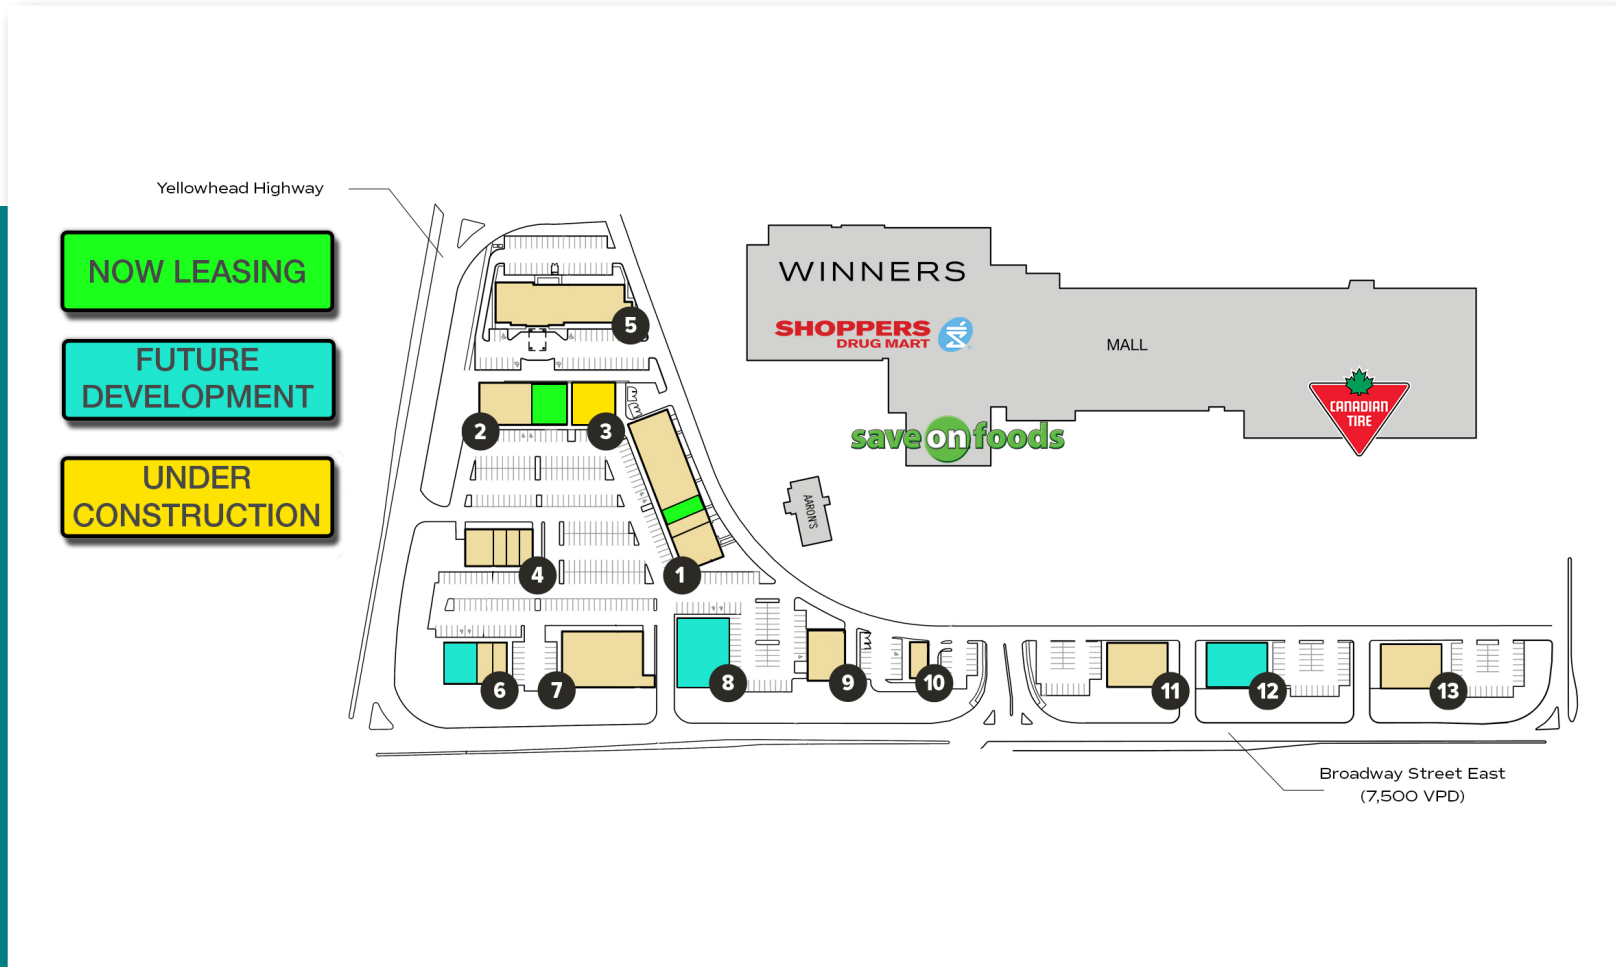 Yellowhead Highway
NOW LEASING
FUTURE
DEVELOPMENT
UNDER
CONSTRUCTION
WINNERS
SHOPPERS
DRUG MART
MALL
CANADIAN
TIRE
save on foods
AARON'S
5
2
3
4
1
6
7
8
9
10
11
12
13
Broadway Street East
(7,500 VPD)